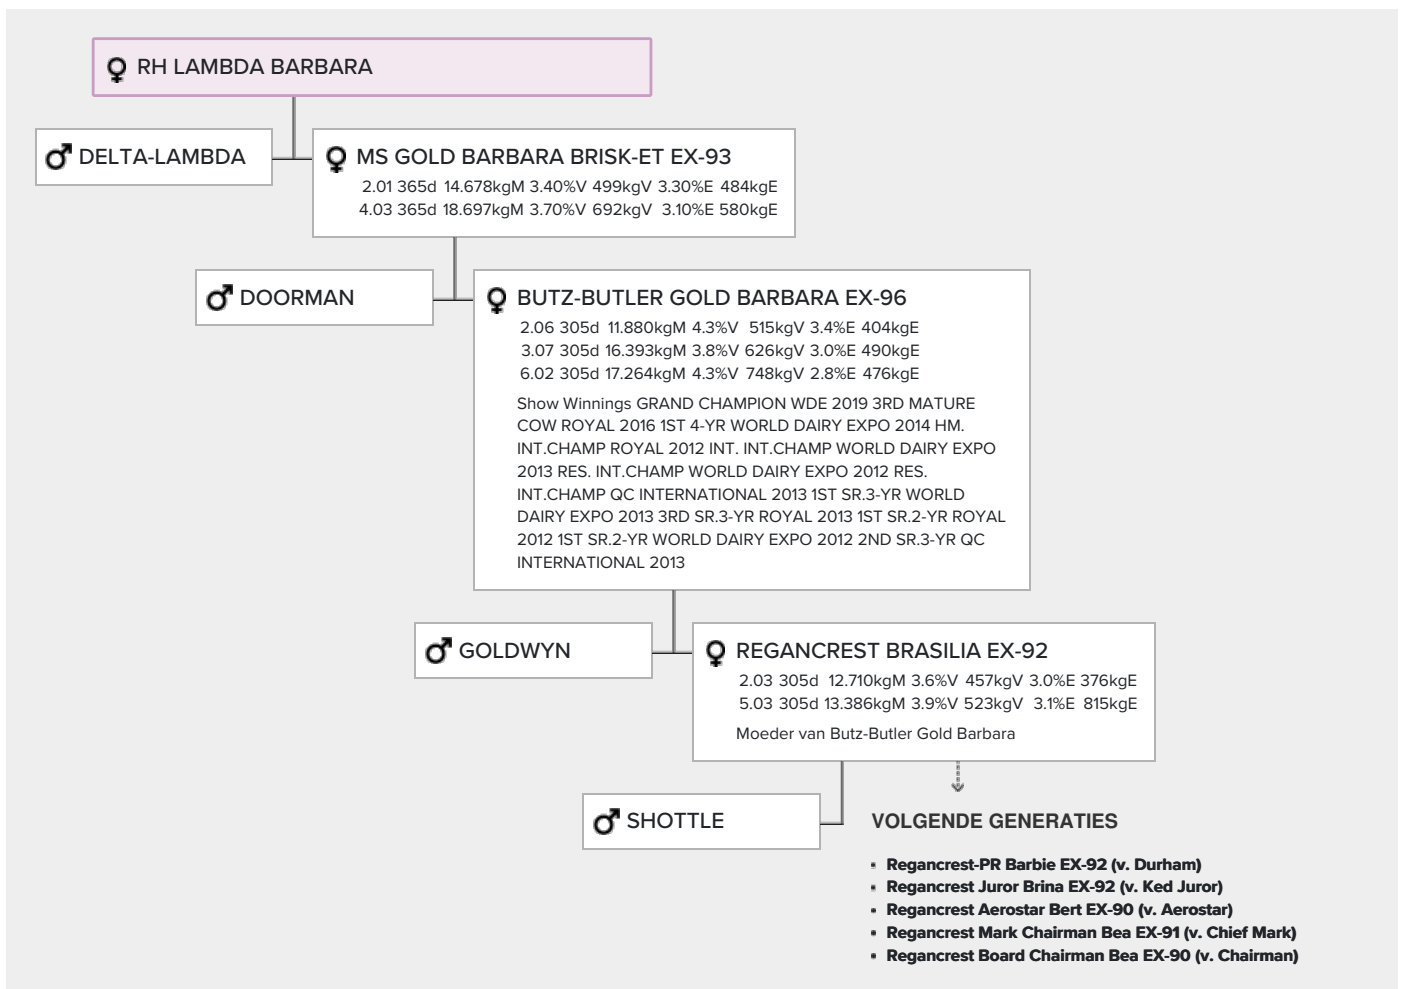 RH LAMBDA BARBARA
DELTA-LAMBDA
MS GOLD BARBARA BRISK-ET EX-93
2.01 365d 14.678kgM 3.40%V 499kgV 3.30%E 484kgE
4.03 365d 18.697kgM 3.70%V 692kgV 3.10%E 580kgE
DOORMAN
BUTZ-BUTLER GOLD BARBARA EX-96
2.06 305d 11.880kgM 4.3%V 515kgV 3.4%E 404kgE
3.07 305d 16.393kgM 3.8%V 626kgV 3.0%E 490kgE
6.02 305d 17.264kgM 4.3%V 748kgV 2.8%E 476kgE
Show Winnings GRAND CHAMPION WDE 2019 3RD MATURE
COW ROYAL 2016 1ST 4-YR WORLD DAIRY EXPO 2014 HM.
INT.CHAMP ROYAL 2012 INT. INT.CHAMP WORLD DAIRY EXPO
2013 RES. INT.CHAMP WORLD DAIRY EXPO 2012 RES.
INT.CHAMP QC INTERNATIONAL 2013 1ST SR.3-YR WORLD
DAIRY EXPO 2013 3RD SR.3-YR ROYAL 2013 1ST SR.2-YR ROYAL
2012 1ST SR.2-YR WORLD DAIRY EXPO 2012 2ND SR.3-YR QC
INTERNATIONAL 2013
GOLDWYN
REGANCREST BRASILIA EX-92
2.03 305d 12.710kgM 3.6%V 457kgV 3.0%E 376kgE
5.03 305d 13.386kgM 3.9%V 523kgV 3.1%E 815kgE
Moeder van Butz-Butler Gold Barbara
SHOTTLE
VOLGENDE GENERATIES
Regancrest-PR Barbie EX-92 (v. Durham)
Regancrest Juror Brina EX-92 (v. Ked Juror)
Regancrest Aerostar Bert EX-90 (v. Aerostar)
Regancrest Mark Chairman Bea EX-91 (v. Chief Mark)
Regancrest Board Chairman Bea EX-90 (v. Chairman)